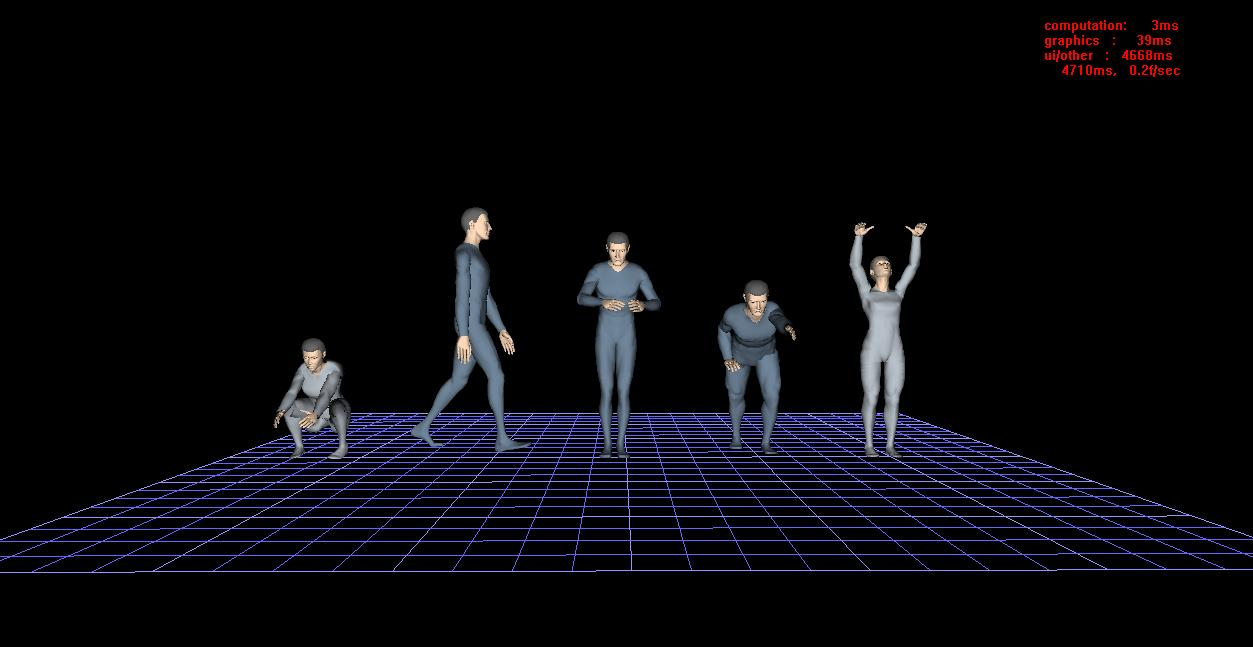 computation: 3ms
graphics : 39ms
ui/other : 4668ms
4710ms, 0.2f/sec